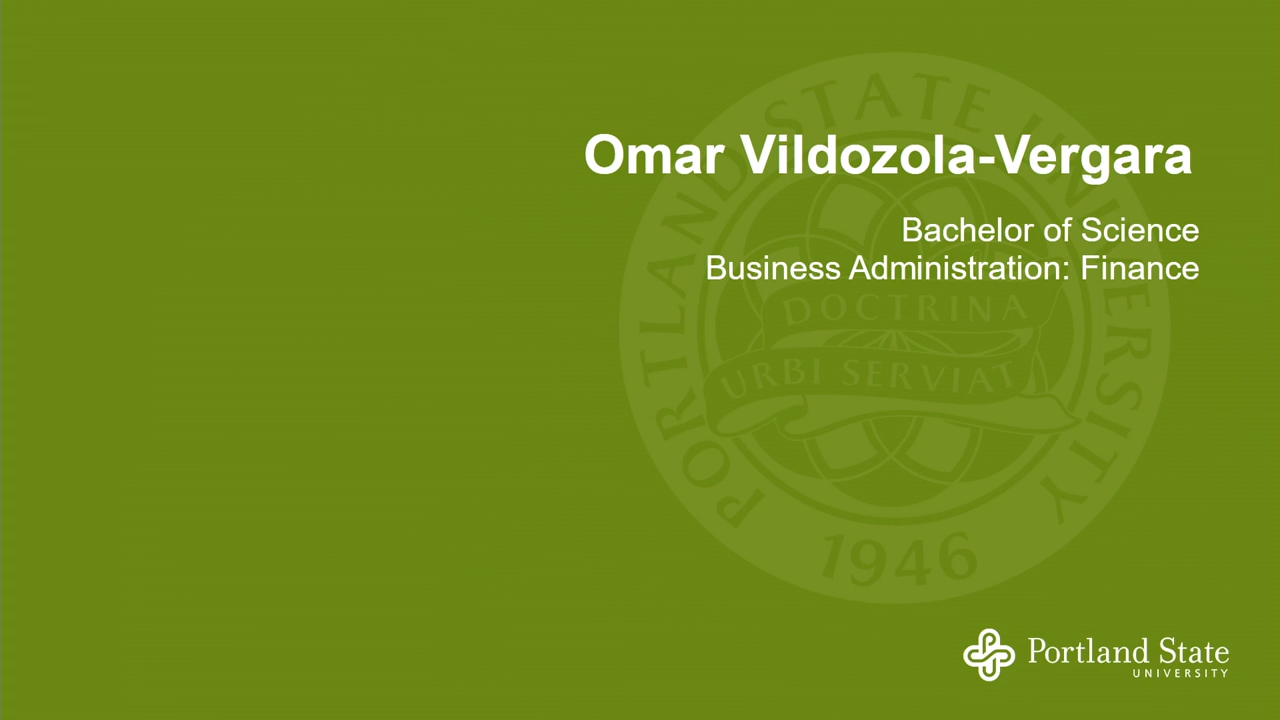 Omar Vildozola-Vergara
Bachelor of Science
Business Administration: Finance
PORTLAND STATE UNIVERSITY
DOCTRINA
URBI SERVIAT
1946
Portland State
UNIVERSITY